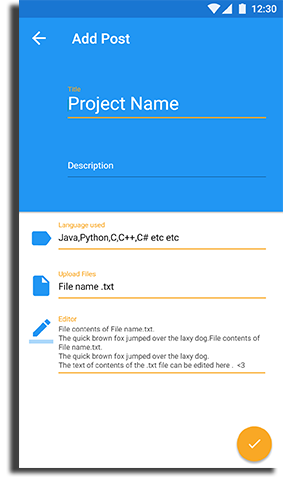 12:30
Add Post
Title
Project Name
Description
Language used
Java,Python,C,C++,C# etc etc
Upload Files
File name .txt
Editor
File contents of File name.txt.
The quick brown fox jumped over the laxy dog.File contents of
File name.txt.
The quick brown fox jumped over the laxy dog.
The text of contents of the .txt file can be edited here . <3